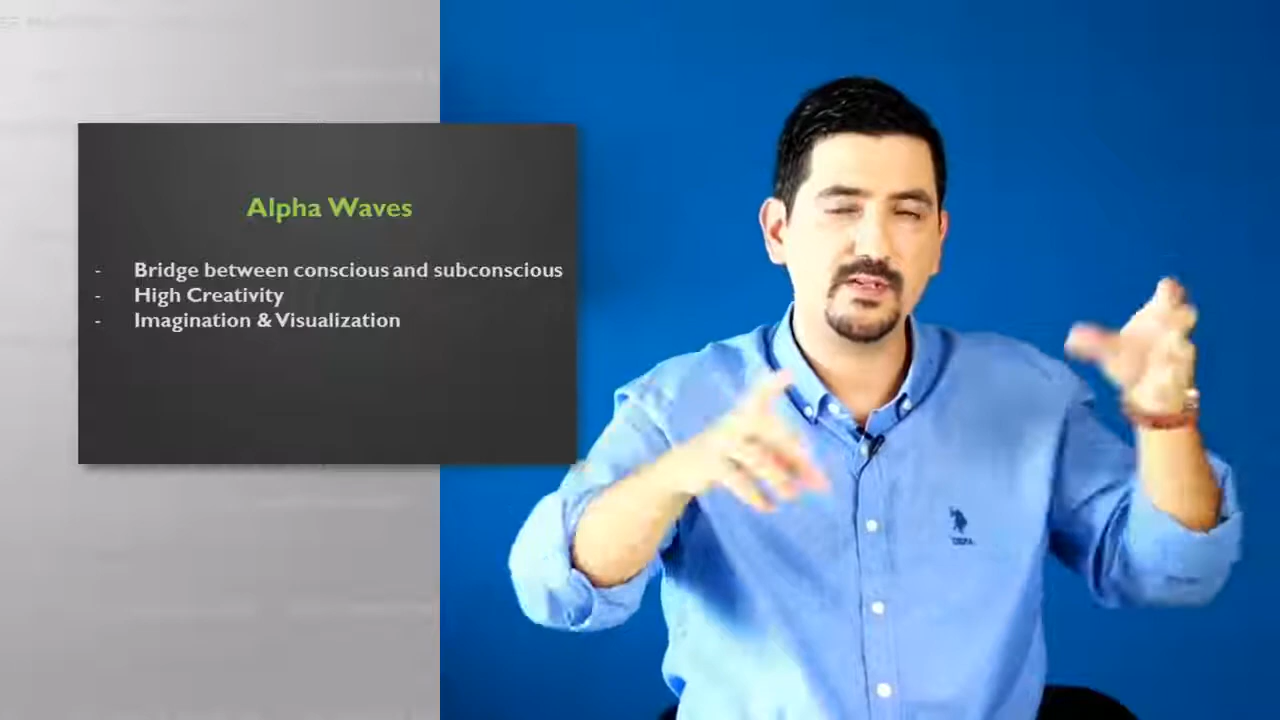 Alpha Waves
- Bridge between conscious and subconscious
- High Creativity
- Imagination & Visualization